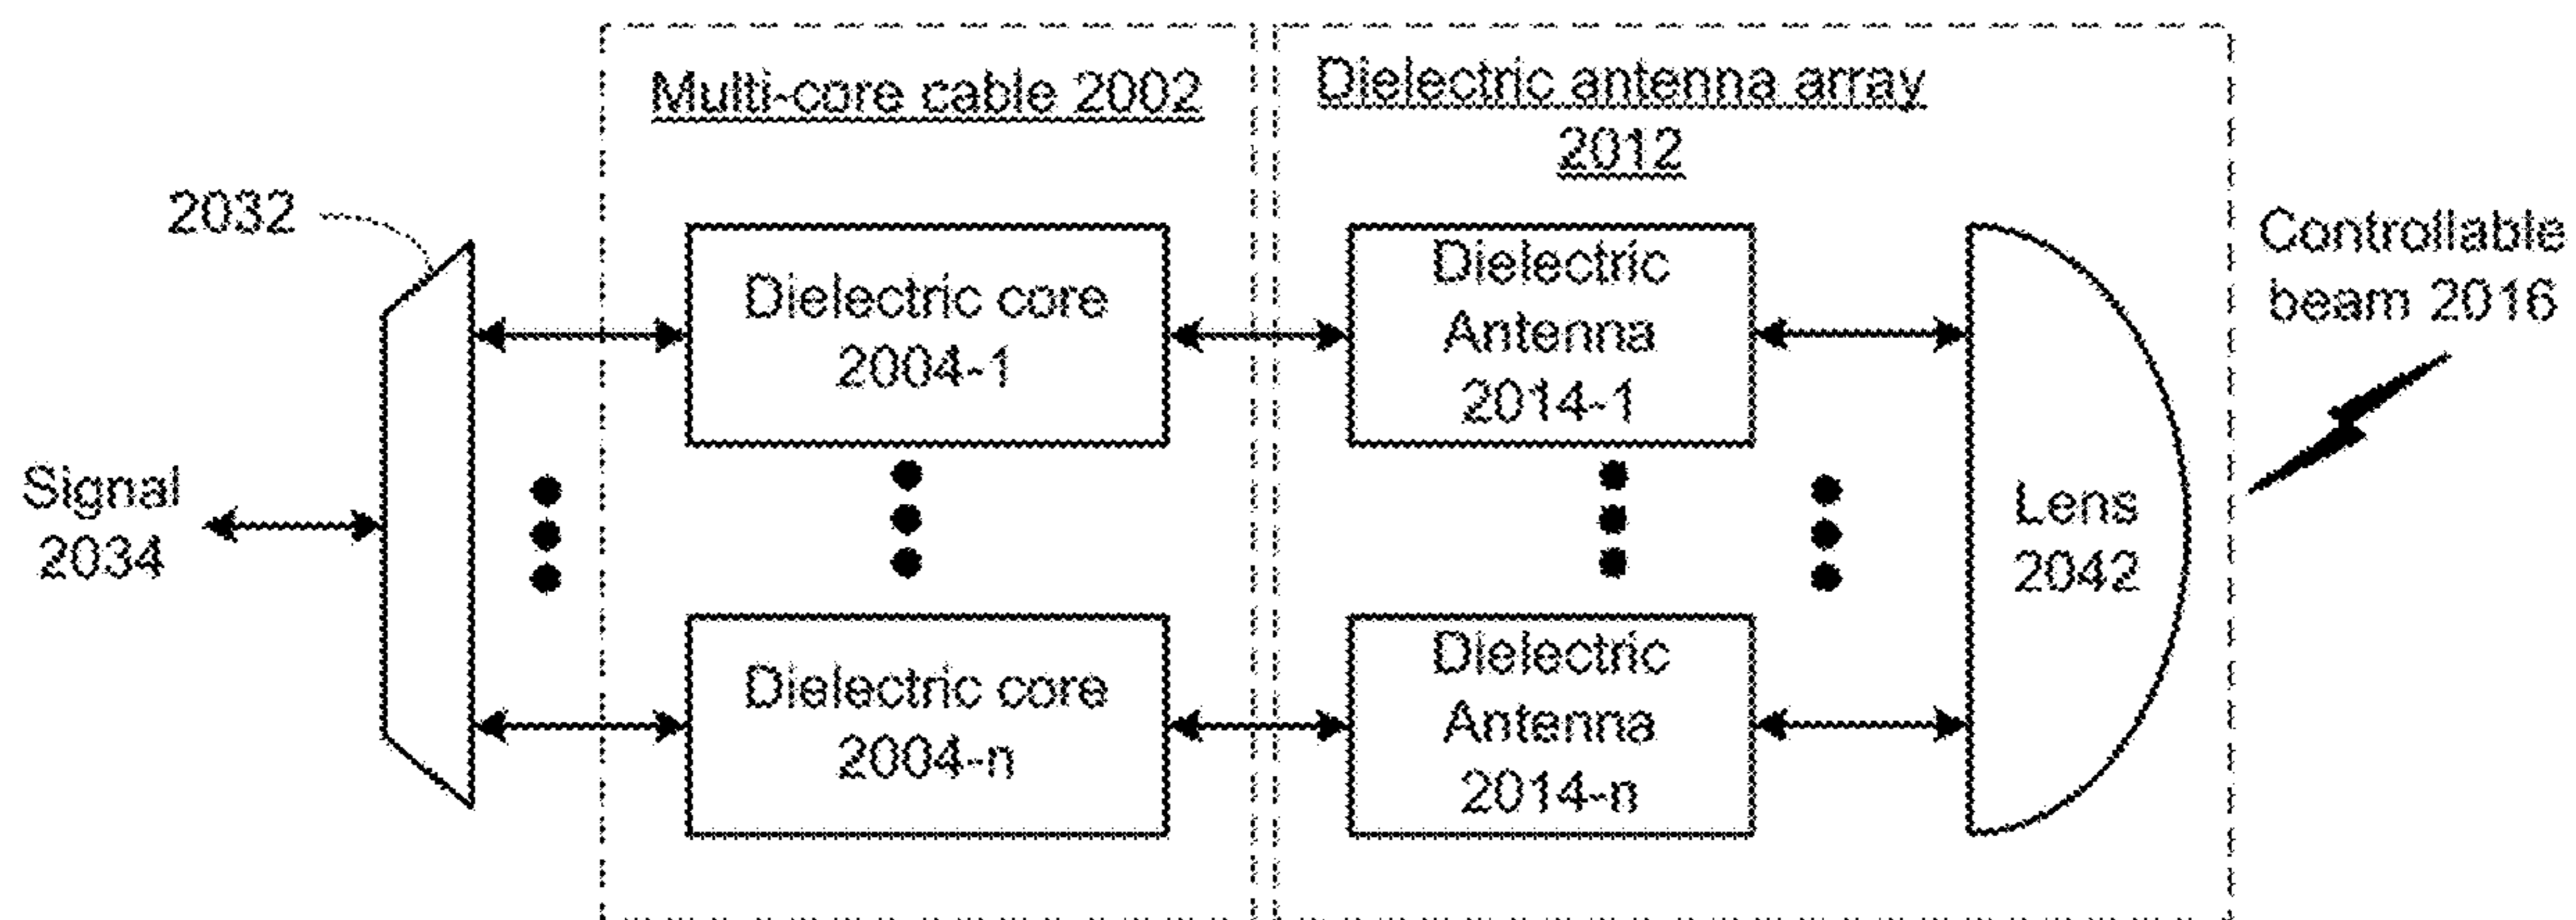 Multi-core cable 2002
Dielectric antenna array
2012
2032
Controllable
beam 2016
Dielectric core
2004-1
Dielectric
Antenna
2014-1
Signal
2034
Lens
2042
Dielectric core
2004-n
Dielectric
Antenna
2014-n